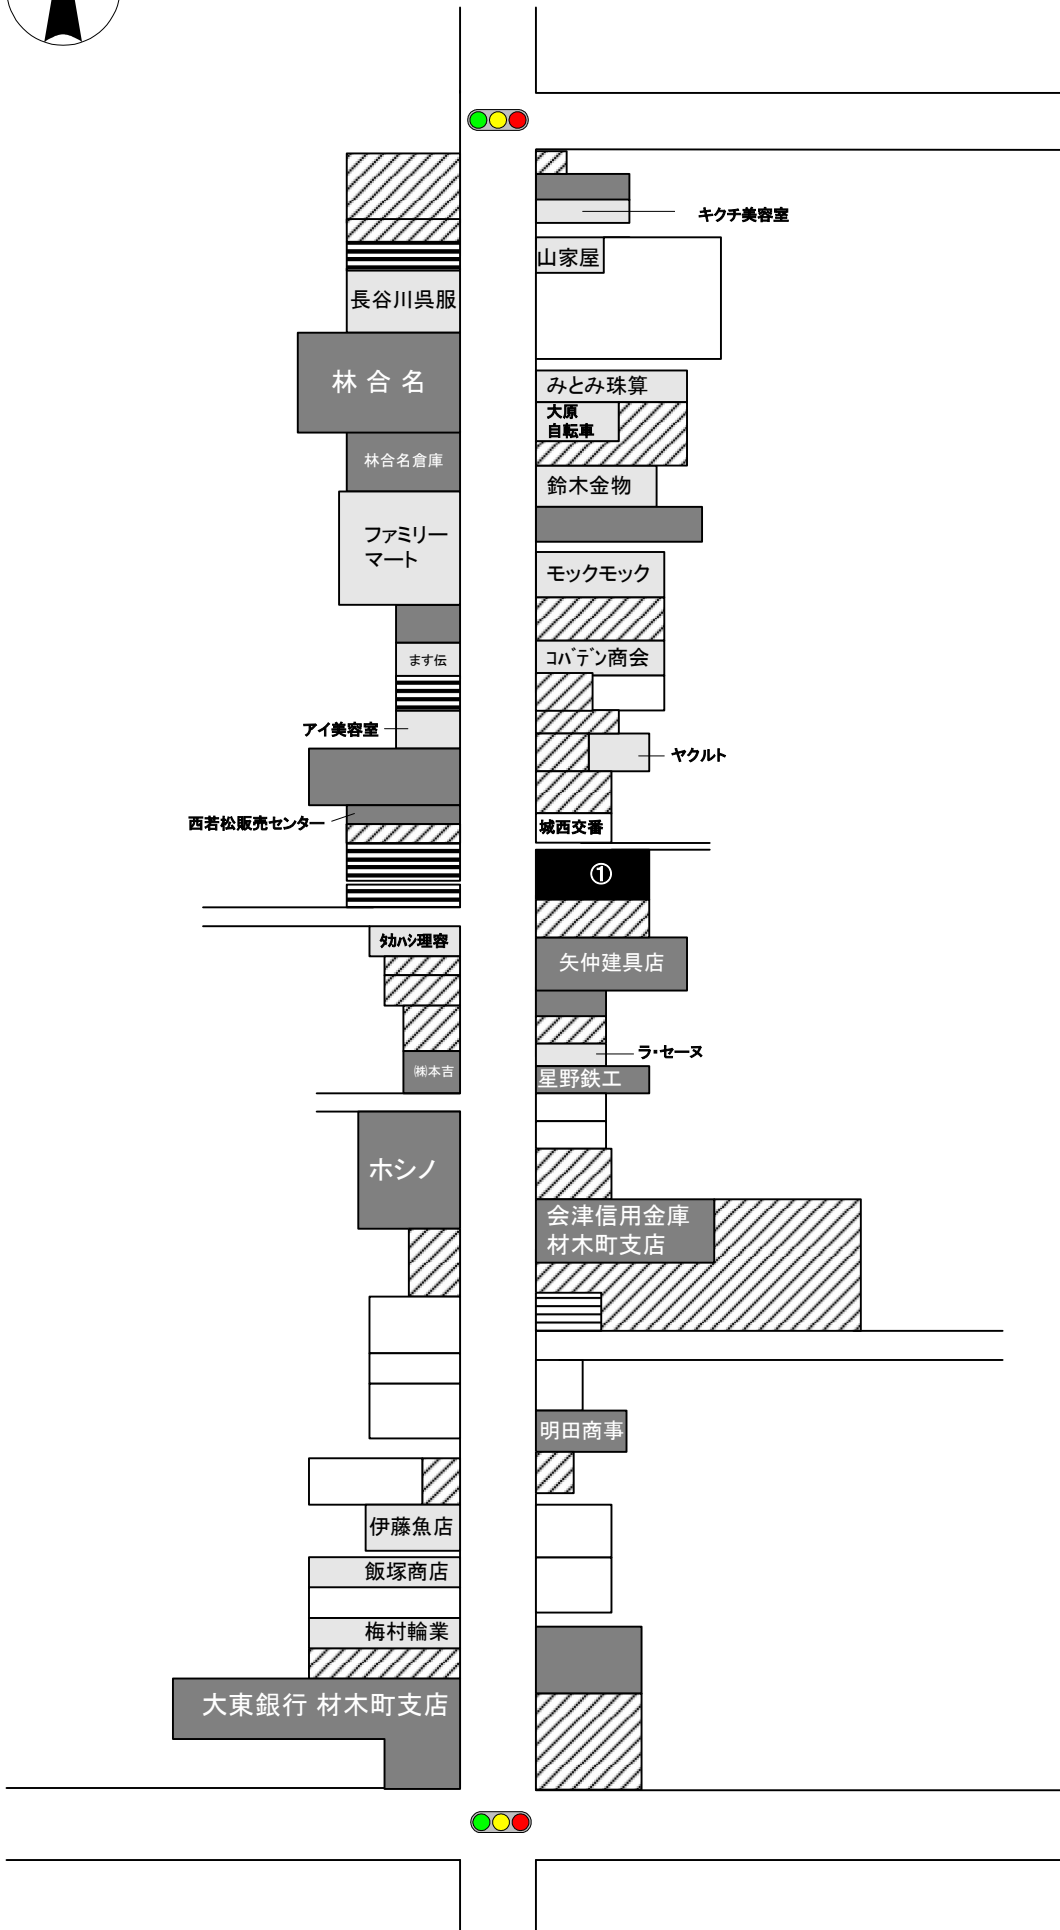 キクチ美容室
山家屋
長谷川呉服
林 合 名
みとみ珠算
大原
自転車
林合名倉庫
鈴木金物
ファミリー
マート
モックモック
ます伝
コバデン商会
アイ美容室
ヤクルト
西若松販売センター
城西交番
①
タカハシ理容
矢仲建具店
ラ・セーヌ
㈱本吉
星野鉄工
ホシノ
会津信用金庫
材木町支店
明田商事
伊藤魚店
飯塚商店
梅村輪業
大東銀行 材木町支店